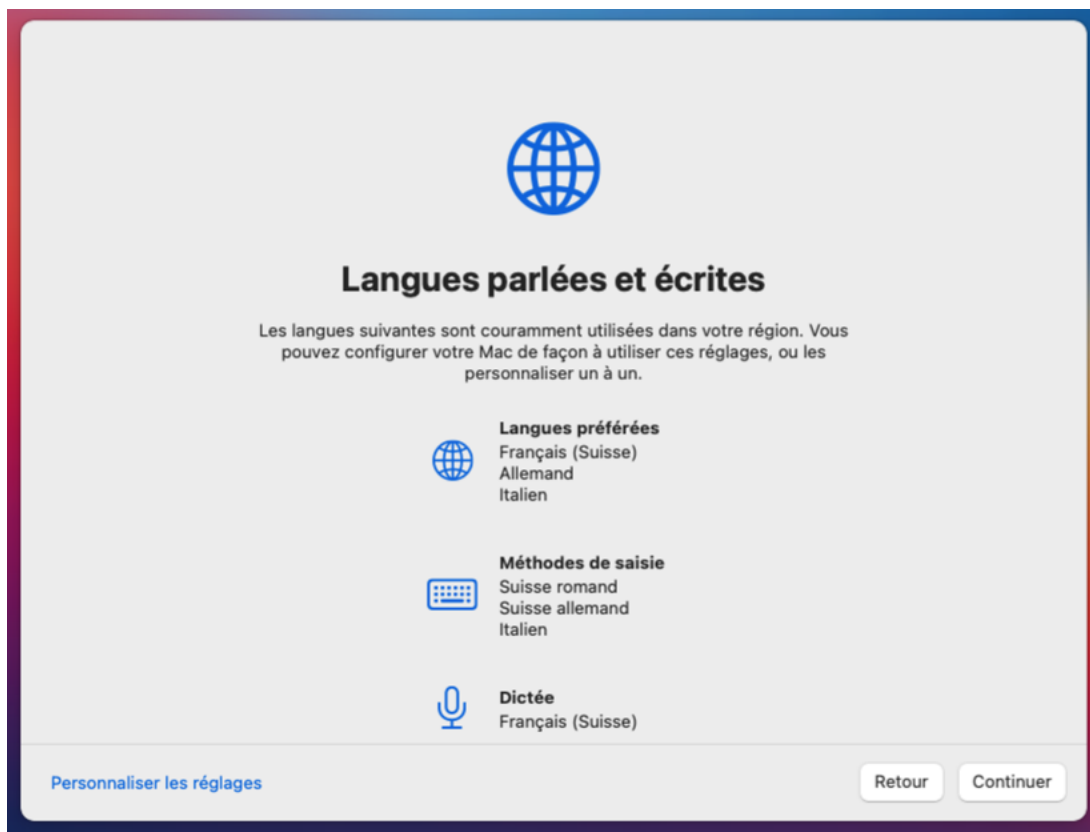 Langues parlées et écrites
Les langues suivantes sont couramment utilisées dans votre région. Vous
pouvez configurer votre Mac de façon à utiliser ces réglages, ou les
personnaliser un à un.
Langues préférées
Français (Suisse)
Allemand
Italien
Méthodes de saisie
Suisse romand
Suisse allemand
Italien
Dictée
Français (Suisse)
Personnaliser les réglages
Retour
Continuer